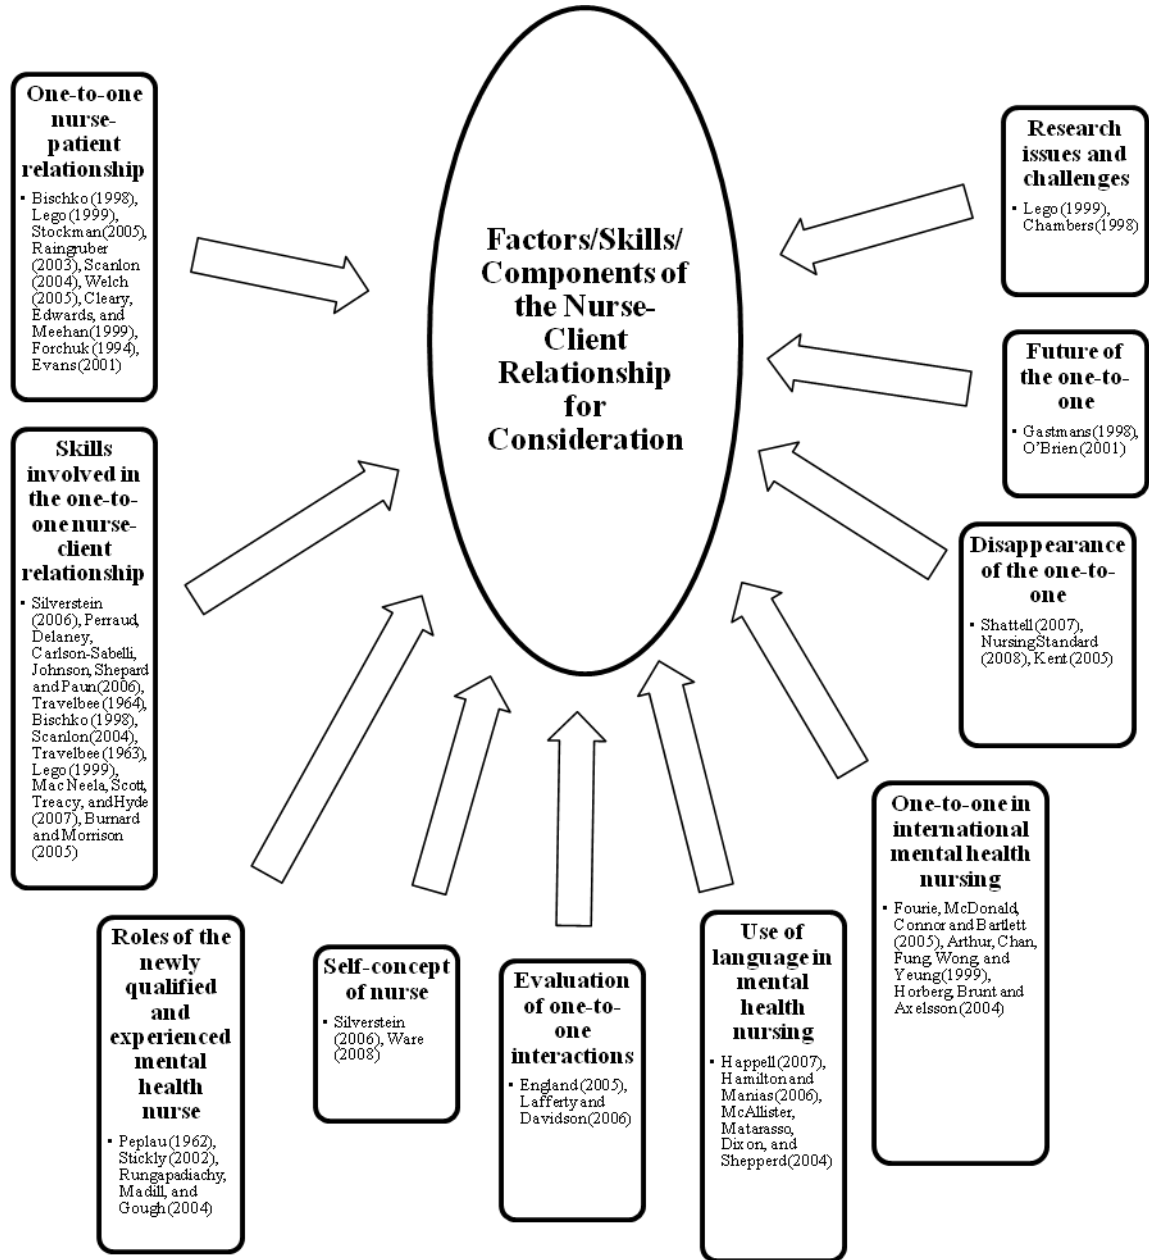 One-to-one
nurse-
patient
relationship
▪ Bischko (1998),
Lego (1999),
Stockman (2005),
Raingruber
(2003), Scanlon
(2004), Welch
(2005), Cleary,
Edwards, and
Meehan (1999),
Forchuk (1994),
Evans (2001)
Skills
involved in
the one-to-
one nurse-
client
relationship
▪ Silverstein
(2006), Perraud,
Delaney,
Carlson-Sabelli,
Johnson, Shepard
and Paun (2006),
Travelbee (1964),
Bischko (1998),
Scanlon (2004),
Travelbee (1963),
Lego (1999),
Mac Neela, Scott,
Treacy, and Hyde
(2007), Burnard
and Morrison
(2005)
Roles of the
newly
qualified
and
experienced
mental
health
nurse
▪ Peplau (1962),
Stickly (2002),
Rungapadiachy,
Madill, and
Gough (2004)
Self-concept
of nurse
▪ Silverstein
(2006), Ware
(2008)
Evaluation
of one-to-
one
interactions
▪ England (2005),
Lafferty and
Davidson (2006)
Use of
language in
mental
health
nursing
▪ Happell (2007),
Hamilton and
Manias (2006),
McAllister,
Matarasso,
Dixon, and
Shepperd (2004)
One-to-one in
international
mental health
nursing
▪ Fourie, McDonald,
Connor and Bartlett
(2005), Arthur, Chan,
Fung, Wong, and
Yeung (1999),
Horberg, Brunt and
Axelsson (2004)
Disappearance
of the one-to-
one
▪ Shattell (2007),
Nursing Standard
(2008), Kent (2005)
Future of
the one-to-
one
▪ Gastmans (1998),
O'Brien (2001)
Research
issues and
challenges
▪ Lego (1999),
Chambers (1998)
Factors/Skills/
Components of
the Nurse-
Client
Relationship
for
Consideration